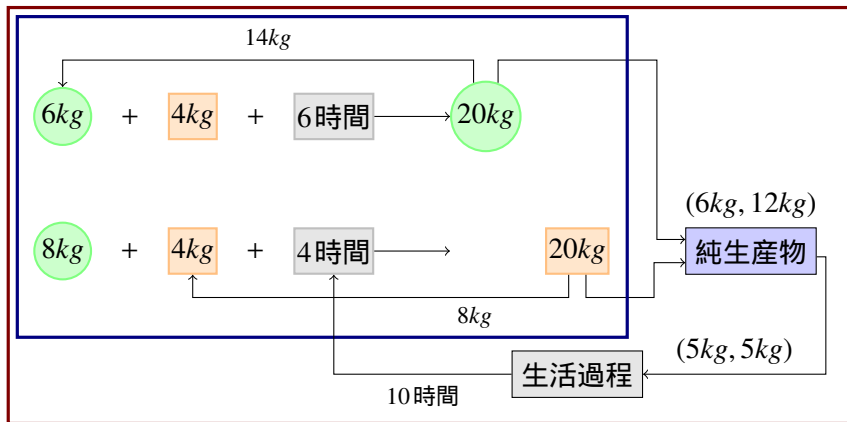 14kg
6kg + 4kg + 6時間 20kg
(6kg, 12kg)
8kg + 4kg + 4時間 20kg 純生産物
8kg
(5kg, 5kg)
生活過程
10時間